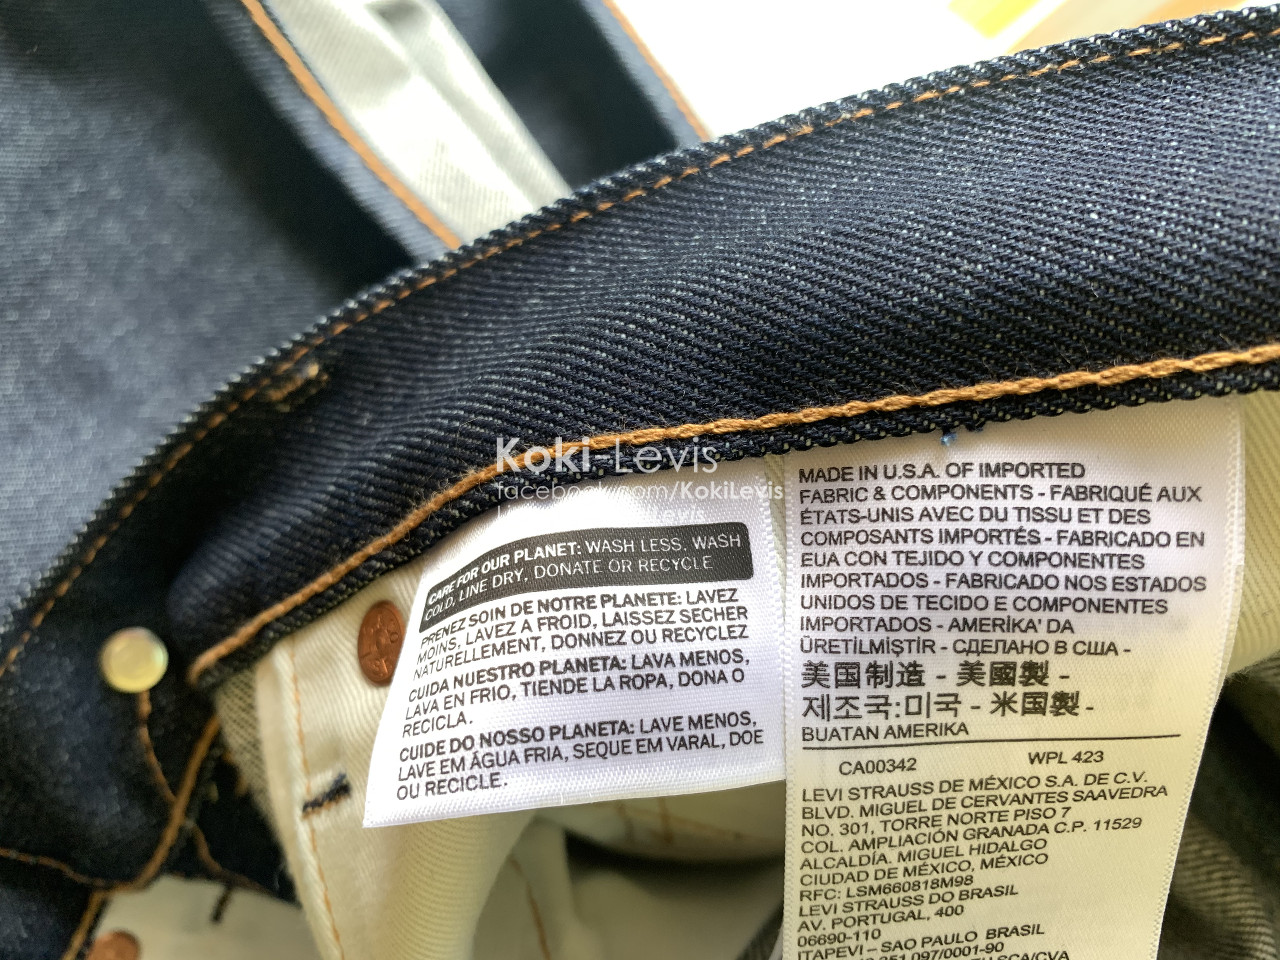 Koki-Levis
facebook.com/KokiLevis
CARE FOR OUR PLANET: WASH LESS, WASH
COLD, LINE DRY, DONATE OR RECYCLE
PRENEZ SOIN DE NOTRE PLANETE: LAVEZ
MOINS, LAVEZ A FROID, LAISSEZ SECHER
NATURELLEMENT, DONNEZ OU RECYCLEZ
CUIDA NUESTRO PLANETA: LAVA MENOS,
LAVA EN FRIO, TIENDE LA ROPA, DONA O
RECICLA.
CUIDE DO NOSSO PLANETA: LAVE MENOS,
LAVE EM ÁGUA FRIA, SEQUE EM VARAL, DOE
OU RECICLE.
MADE IN U.S.A. OF IMPORTED
FABRIC & COMPONENTS - FABRIQUÉ AUX
ÉTATS-UNIS AVEC DU TISSU ET DES
COMPOSANTS IMPORTÉS - FABRICADO EN
EUA CON TEJIDO Y COMPONENTES
IMPORTADOS - FABRICADO NOS ESTADOS
UNIDOS DE TECIDO E COMPONENTES
IMPORTADOS - AMERİKA' DA
ÜRETİLMİŞTİR - СДЕЛАНО В США -
美国制造 - 美國製 -
제조국:미국 - 米国製 -
BUATAN AMERIKA
CA00342 WPL 423
LEVI STRAUSS DE MÉXICO S.A. DE C.V.
BLVD. MIGUEL DE CERVANTES SAAVEDRA
NO. 301, TORRE NORTE PISO 7
COL. AMPLIACIÓN GRANADA C.P. 11529
ALCALDÍA. MIGUEL HIDALGO
CIUDAD DE MÉXICO, MÉXICO
RFC: LSM660818M98
LEVI STRAUSS DO BRASIL
AV. PORTUGAL, 400
06690-110
ITAPEVI – SAO PAULO BRASIL